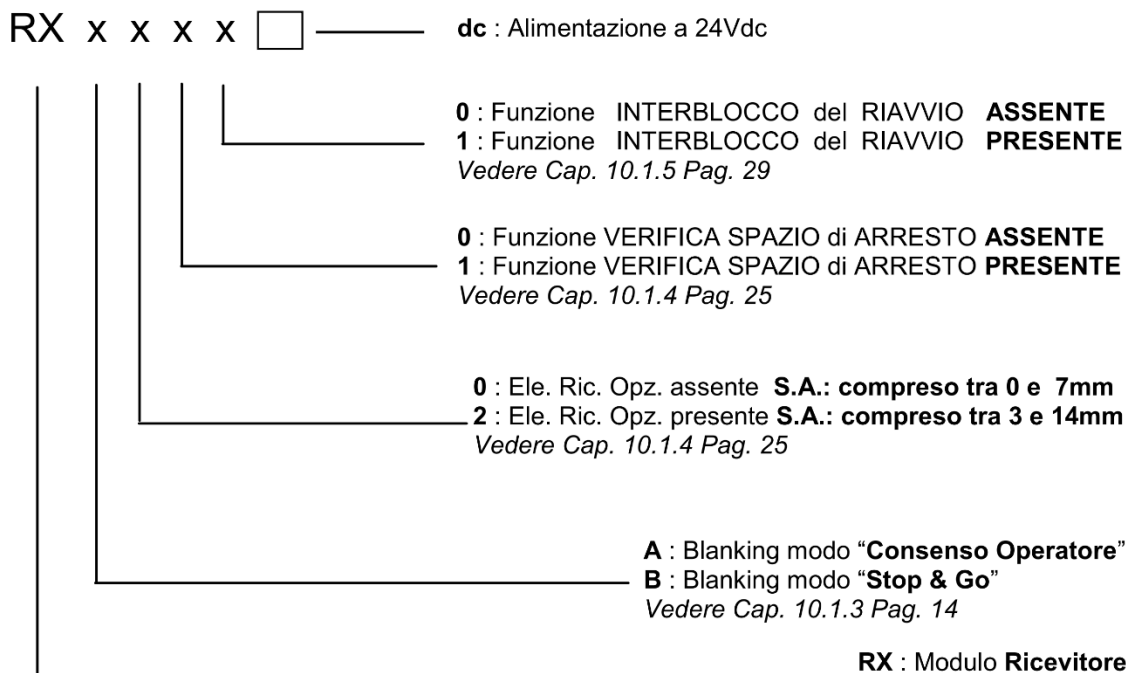 RX x x x x
dc : Alimentazione a 24Vdc
0 : Funzione INTERBLOCCO del RIAVVIO ASSENTE
1 : Funzione INTERBLOCCO del RIAVVIO PRESENTE
Vedere Cap. 10.1.5 Pag. 29
0 : Funzione VERIFICA SPAZIO di ARRESTO ASSENTE
1 : Funzione VERIFICA SPAZIO di ARRESTO PRESENTE
Vedere Cap. 10.1.4 Pag. 25
0 : Ele. Ric. Opz. assente S.A.: compreso tra 0 e 7mm
2 : Ele. Ric. Opz. presente S.A.: compreso tra 3 e 14mm
Vedere Cap. 10.1.4 Pag. 25
A : Blanking modo “Consenso Operatore”
B : Blanking modo “Stop & Go”
Vedere Cap. 10.1.3 Pag. 14
RX : Modulo Ricevitore